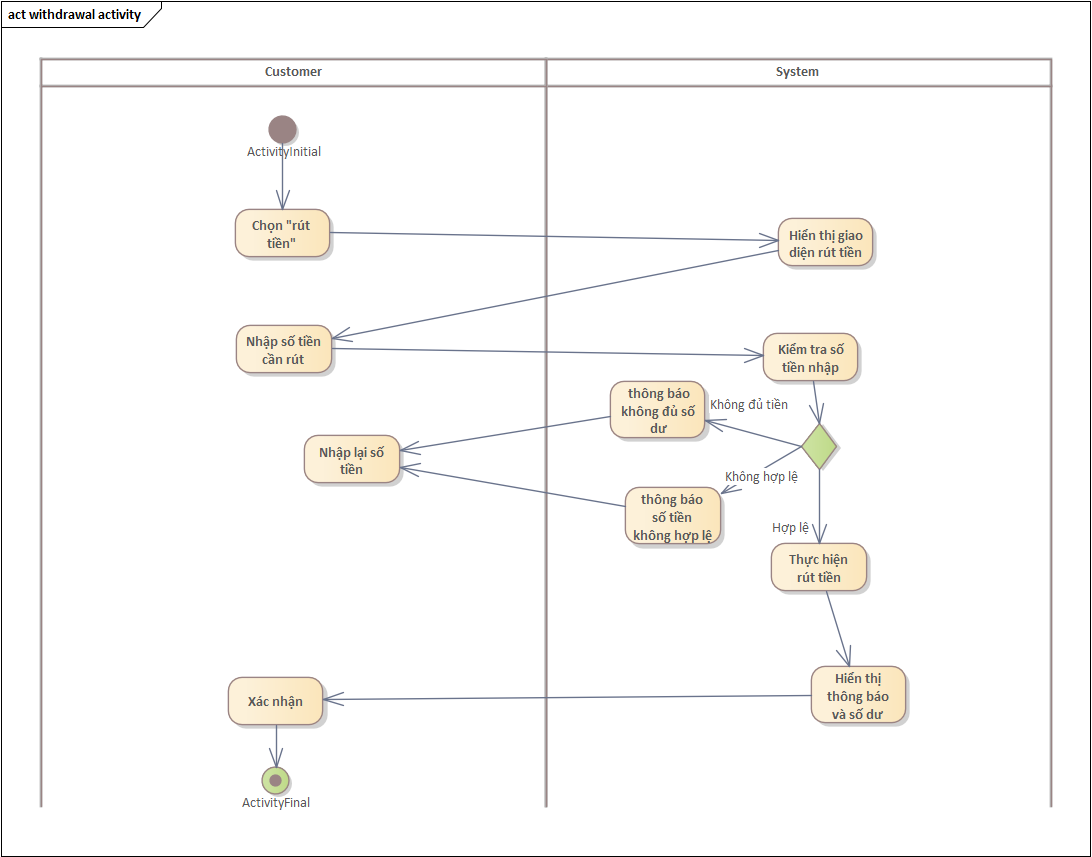 act withdrawal activity
Customer
System
ActivityInitial
Chọn "rút
tiền"
Hiển thị giao
diện rút tiền
Nhập số tiền
cần rút
Kiểm tra số
tiền nhập
thông báo
không đủ số
dư
Không đủ tiền
Nhập lại số
tiền
Không hợp lệ
thông báo
số tiền
không hợp lệ
Hợp lệ
Thực hiện
rút tiền
Hiển thị
thông báo
và số dư
Xác nhận
ActivityFinal